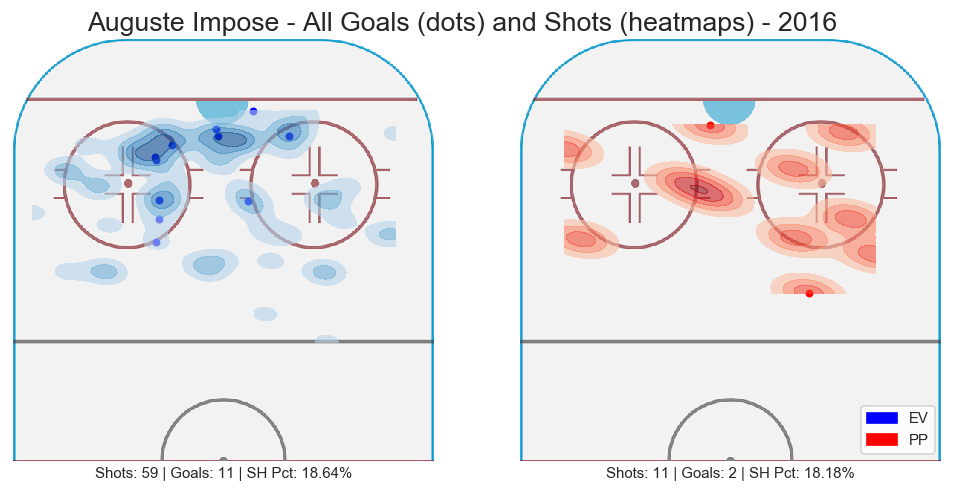 Auguste Impose - All Goals (dots) and Shots (heatmaps) - 2016
EV
PP
Shots: 59 | Goals: 11 | SH Pct: 18.64%
Shots: 11 | Goals: 2 | SH Pct: 18.18%